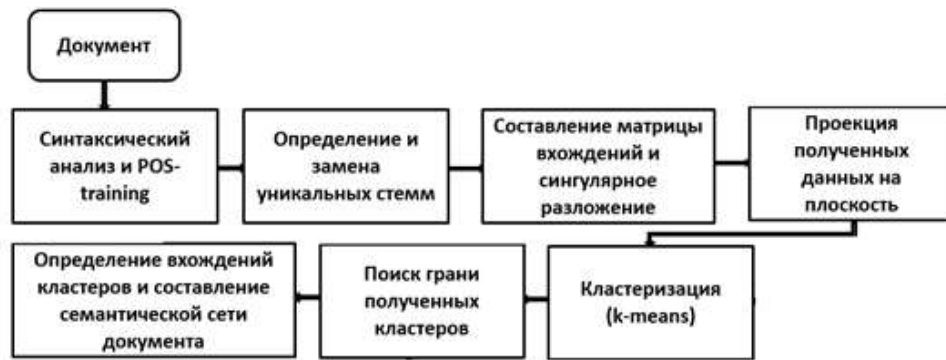 Документ
Синтаксический
анализ и POS-
training
Определение и
замена
уникальных стемм
Составление матрицы
вхождений и
сингулярное
разложение
Проекция
полученных
данных на
плоскость
Определение вхождений
кластеров и составление
семантической сети
документа
Поиск грани
полученных
кластеров
Кластеризация
(k-means)